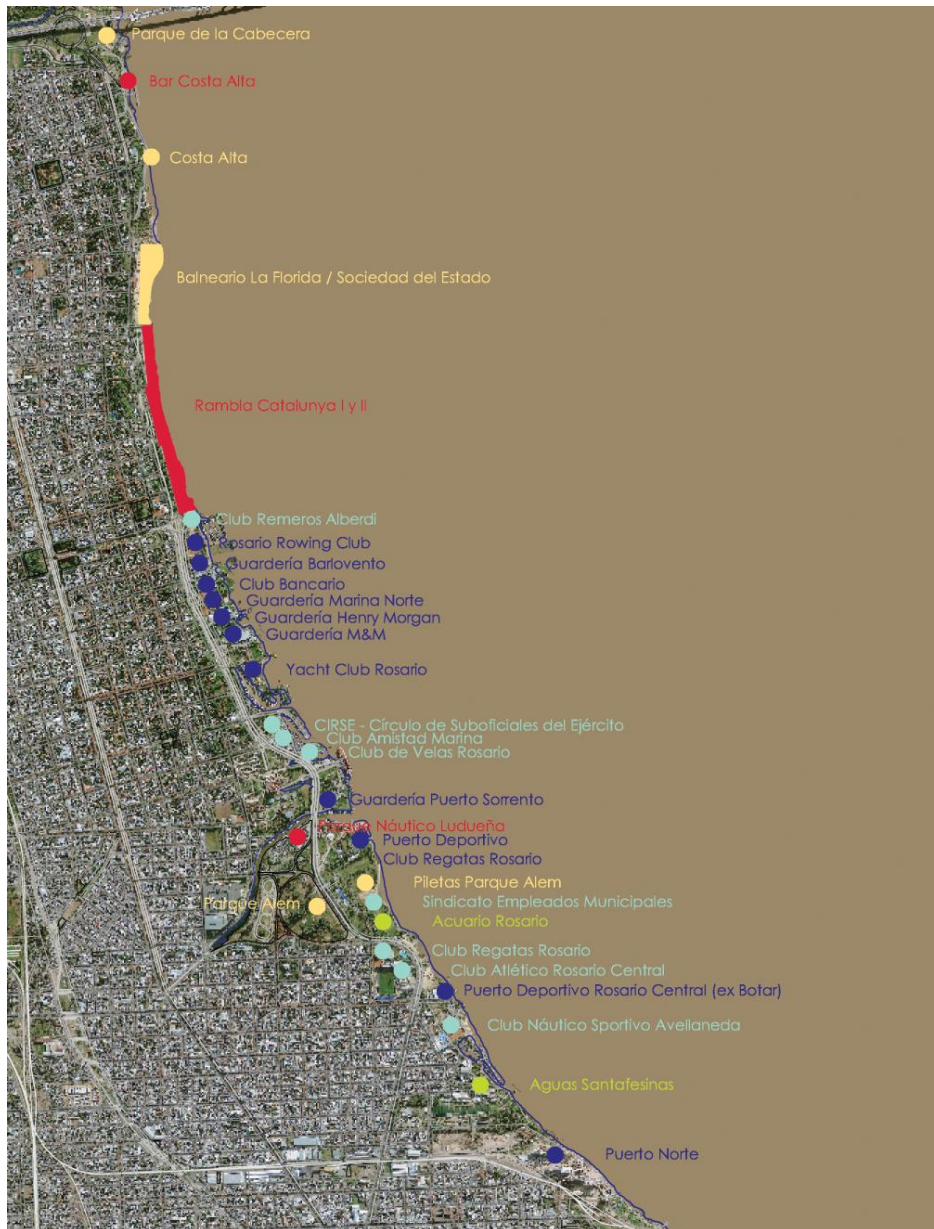 Parque de la Cabecera
Bar Costa Alta
Costa Alta
Balneario La Florida / Sociedad del Estado
Rambla Catalunya I y II
Club Remeros Alberdi
Rosario Rowing Club
Guardería Barlovento
Club Bancario
Guardería Marina Norte
Guardería Henry Morgan
Guardería M&M
Yacht Club Rosario
CIRSE - Círculo de Suboficiales del Ejército
Club Amistad Marina
Club de Velas Rosario
Guardería Puerto Sorrento
Parque Náutico Ludueña
Puerto Deportivo
Club Regatas Rosario
Piletas Parque Alem
Sindicato Empleados Municipales
Parque Alem
Acuario Rosario
Club Regatas Rosario
Club Atlético Rosario Central
Puerto Deportivo Rosario Central (ex Botar)
Club Náutico Sportivo Avellaneda
Aguas Santafesinas
Puerto Norte